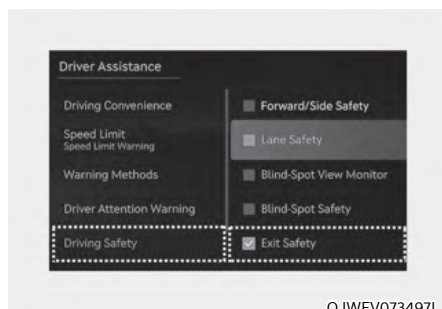 Driver Assistance
Driving Convenience
Speed Limit
Speed Limit Warning
Warning Methods
Driver Attention Warning
Driving Safety
Forward/Side Safety
Lane Safety
Blind-Spot View Monitor
Blind-Spot Safety
Exit Safety